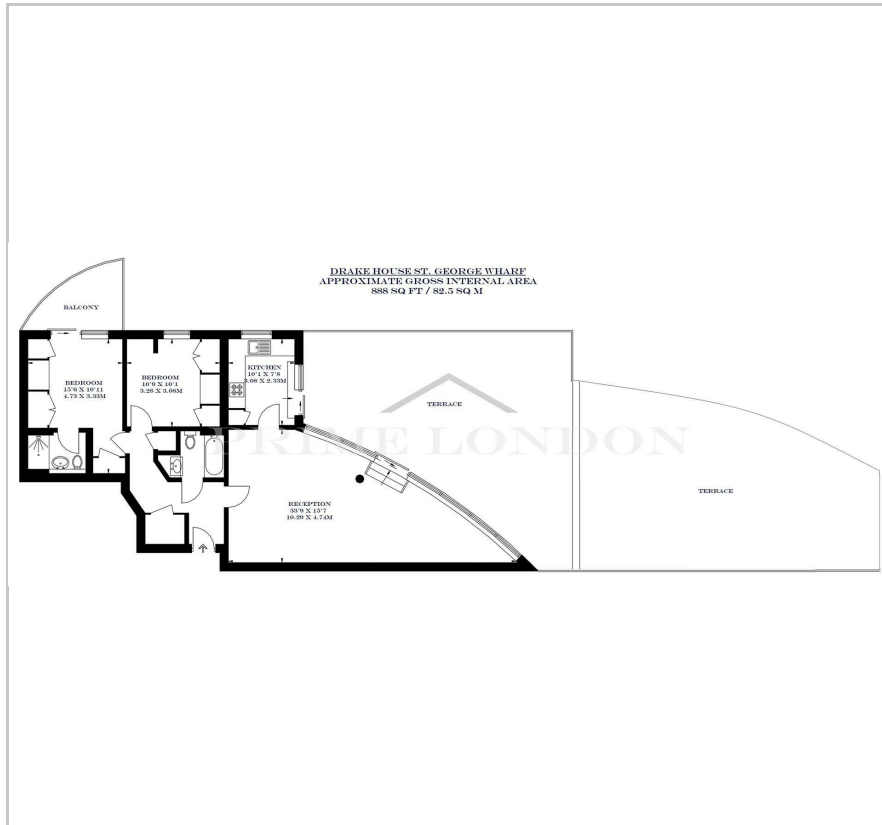 DRAKE HOUSE ST. GEORGE WHARF
APPROXIMATE GROSS INTERNAL AREA
888 SQ FT / 82.5 SQ M
BALCONY
BEDROOM
15'6 X 10'11
4.73 X 3.33M
BEDROOM
10'9 X 10'1
3.28 X 3.08M
KITCHEN
10'1 X 7'8
3.08 X 2.33M
TERRACE
PRIME LONDON
TERRACE
RECEPTION
33'9 X 15'7
10.29 X 4.74M